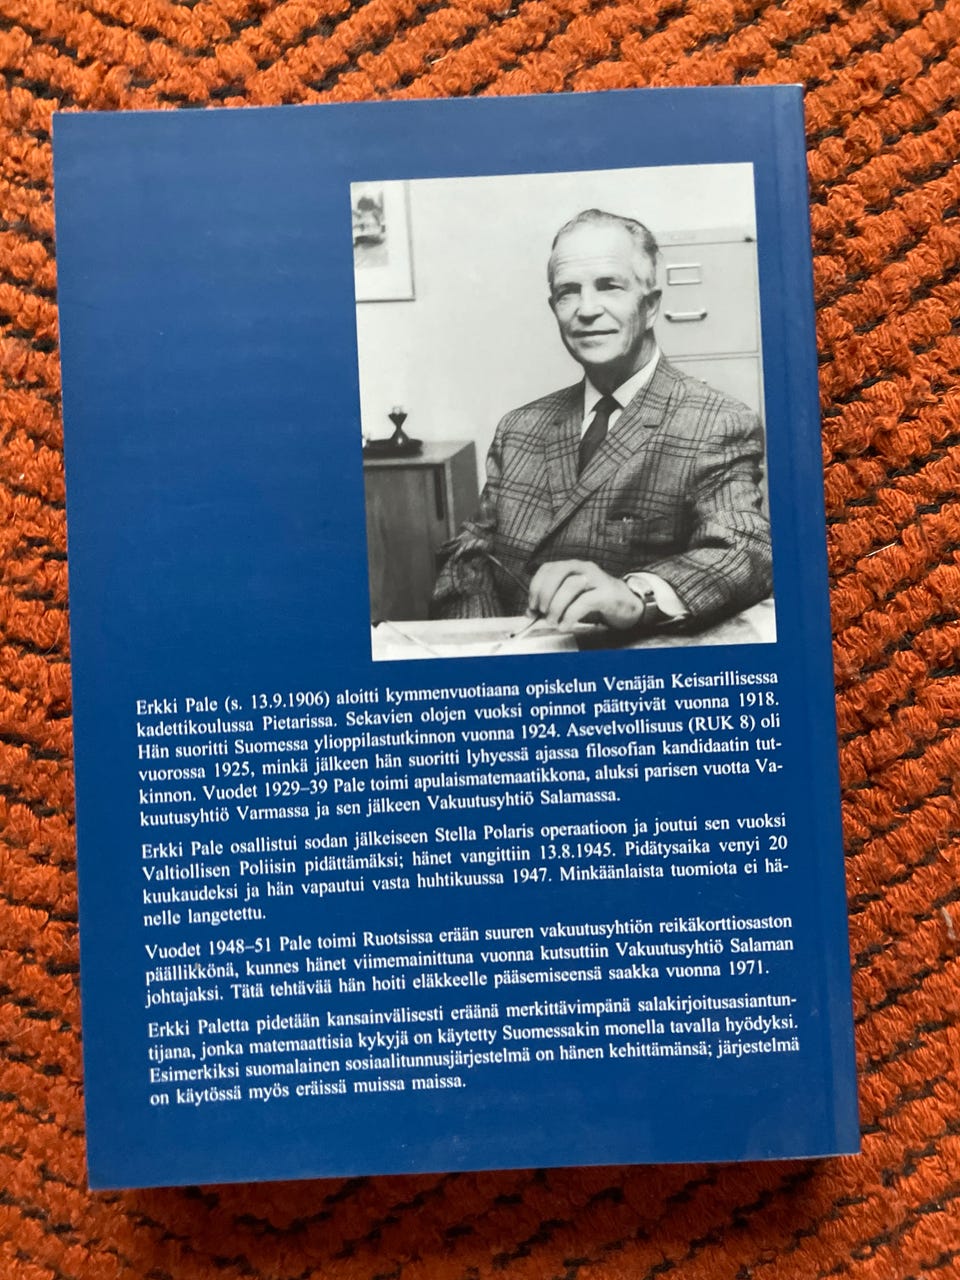 Erkki Pale (s. 13.9.1906) aloitti kymmenvuotiaana opiskelun Venäjän Keisarillisessa
kadettikoulussa Pietarissa. Sekavien olojen vuoksi opinnot päättyivät vuonna 1918.
Hän suoritti Suomessa ylioppilastutkinnon vuonna 1924. Asevelvollisuus (RUK 8) oli
vuorossa 1925, minkä jälkeen hän suoritti lyhyessä ajassa filosofian kandidaatin tut-
kinnon. Vuodet 1929–39 Pale toimi apulaismatemaatikkona, aluksi parisen vuotta Va-
kuutusyhtiö Varmassa ja sen jälkeen Vakuutusyhtiö Salamassa.
Erkki Pale osallistui sodan jälkeiseen Stella Polaris operaatioon ja joutui sen vuoksi
Valtiollisen Poliisin pidättämäksi; hänet vangittiin 13.8.1945. Pidätysaika venyi 20
kuukaudeksi ja hän vapautui vasta huhtikuussa 1947. Minkäänlaista tuomiota ei hä-
nelle langetettu.
Vuodet 1948–51 Pale toimi Ruotsissa erään suuren vakuutusyhtiön reikäkorttiosaston
päällikkönä, kunnes hänet viimemainittuna vuonna kutsuttiin Vakuutusyhtiö Salaman
johtajaksi. Tätä tehtävää hän hoiti eläkkeelle pääsemiseensä saakka vuonna 1971.
Erkki Paletta pidetään kansainvälisesti eräänä merkittävimpänä salakirjoitusasiantun-
tijana, jonka matemaattisia kykyjä on käytetty Suomessakin monella tavalla hyödyksi.
Esimerkiksi suomalainen sosiaalitunnusjärjestelmä on hänen kehittämänsä; järjestelmä
on käytössä myös eräissä muissa maissa.